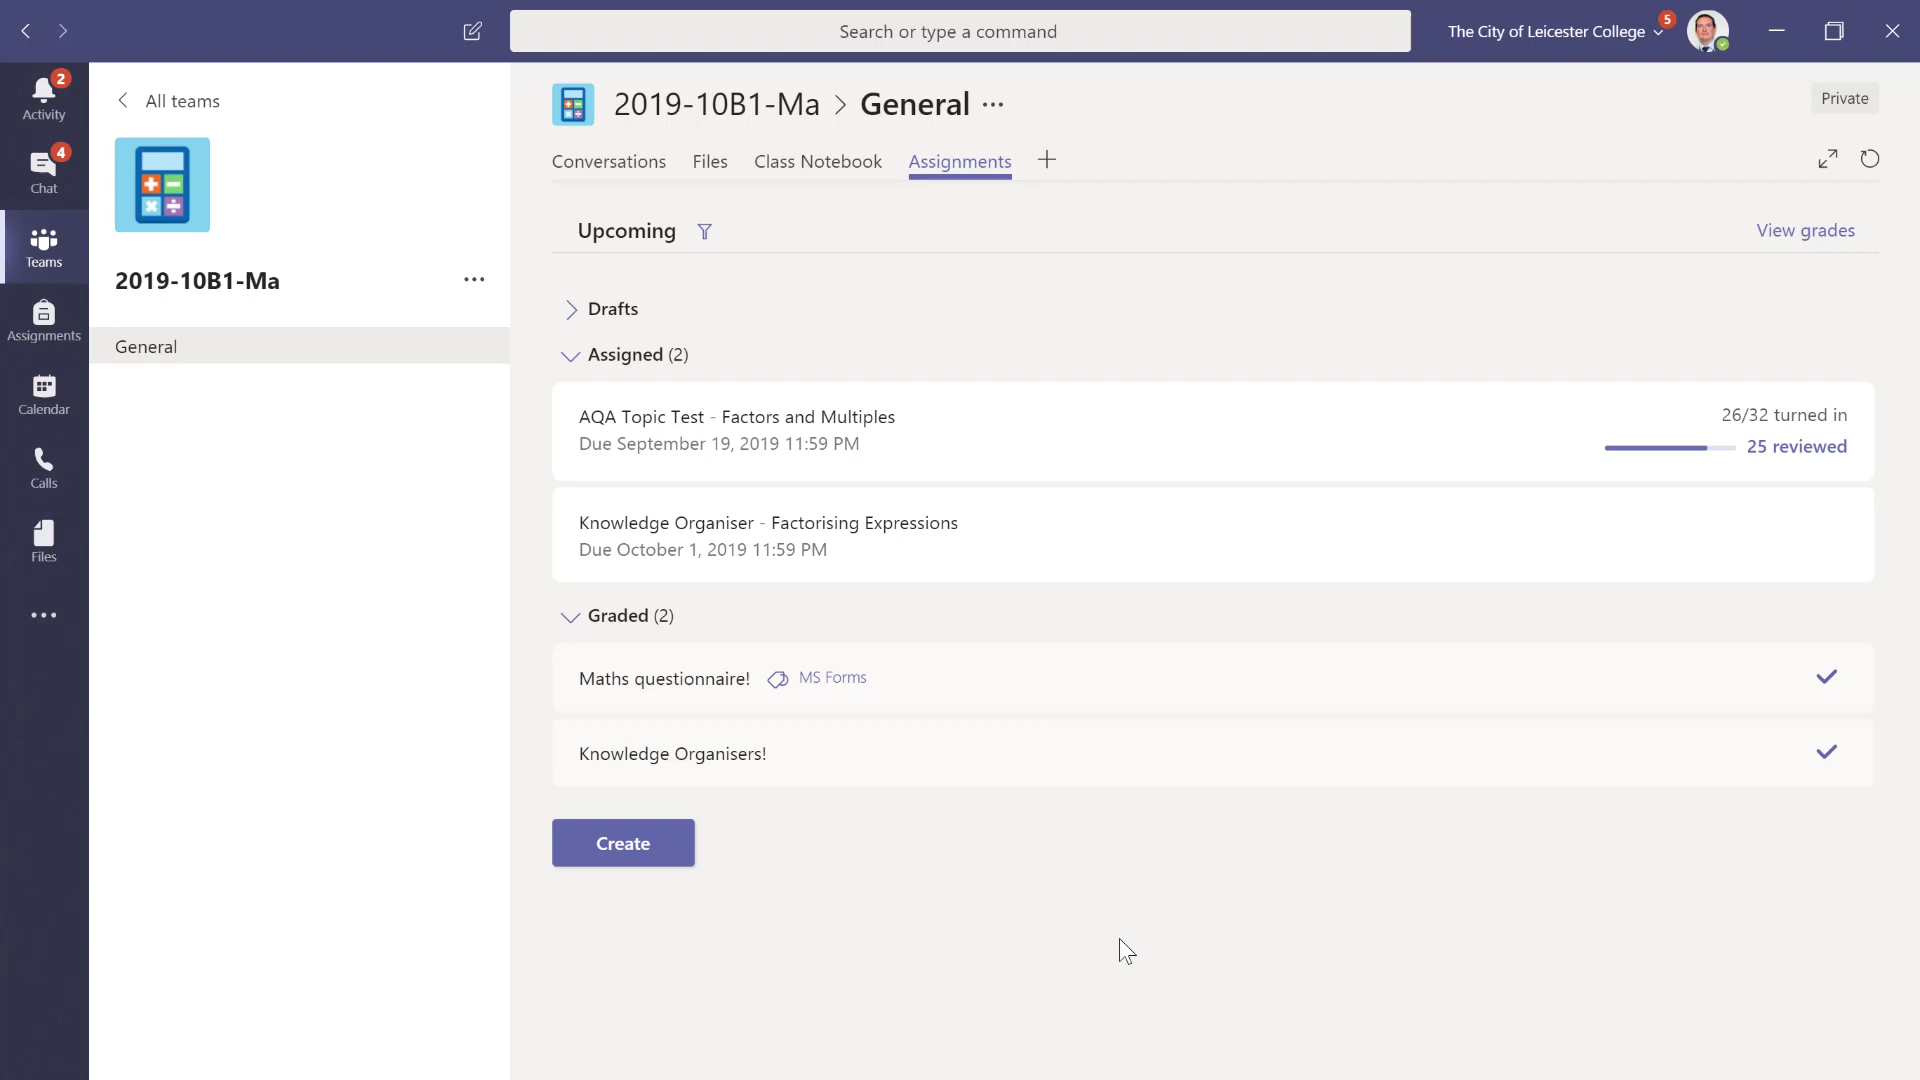 Search or type a command
The City of Leicester College
5
2
Activity
4
Chat
Teams
Assignments
Calendar
Calls
Files
All teams
2019-10B1-Ma
General
2019-10B1-Ma > General
Private
Conversations Files Class Notebook Assignments
Upcoming
View grades
Drafts
Assigned (2)
AQA Topic Test - Factors and Multiples
Due September 19, 2019 11:59 PM
26/32 turned in
25 reviewed
Knowledge Organiser - Factorising Expressions
Due October 1, 2019 11:59 PM
Graded (2)
Maths questionnaire! MS Forms
Knowledge Organisers!
Create